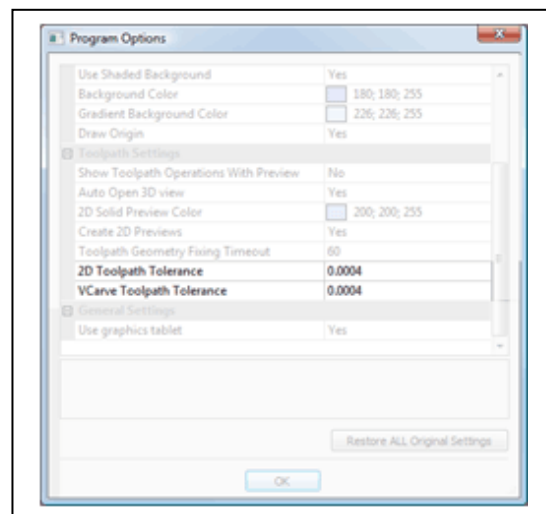 Program Options
Use Shaded Background Yes
Background Color 180; 180; 255
Gradient Background Color 226; 226; 255
Draw Origin Yes
Toolpath Settings
Show Toolpath Operations With Preview No
Auto Open 3D view Yes
2D Solid Preview Color 200; 200; 255
Create 2D Previews Yes
Toolpath Geometry Fixing Timeout 60
2D Toolpath Tolerance 0.0004
VCarve Toolpath Tolerance 0.0004
General Settings
Use graphics tablet Yes
Restore ALL Original Settings
OK